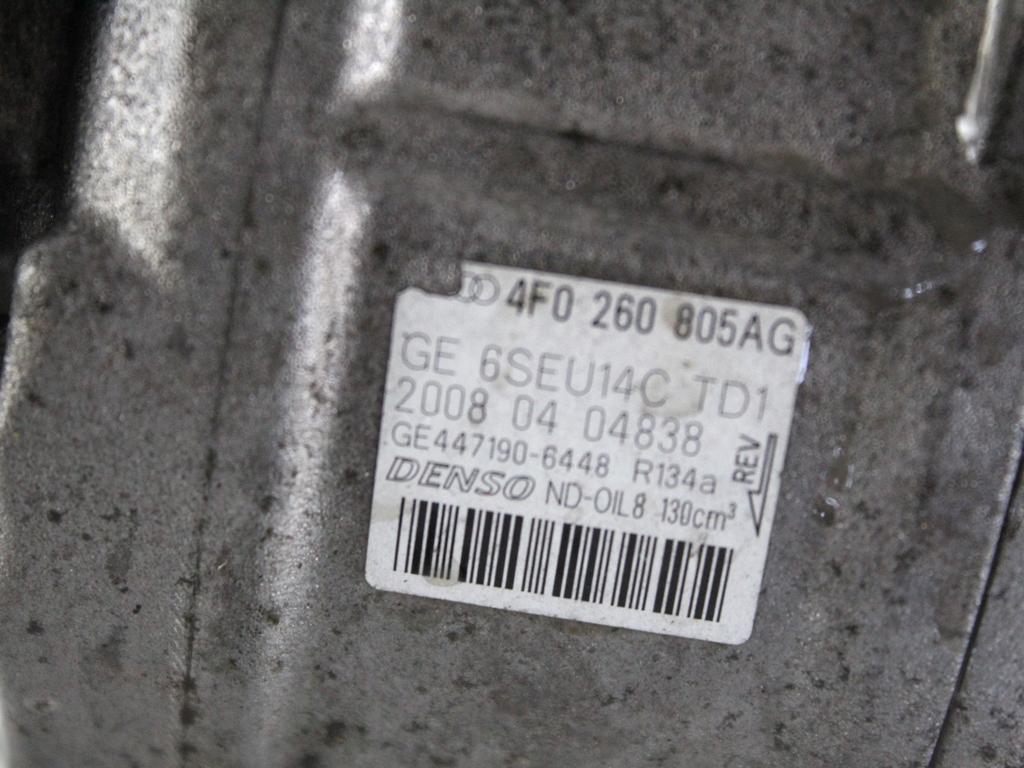 4F0 260 805AG
GE 6SEU14C TD1
2008 04 04838
GE447190-6448 R134a
DENSO ND-OIL8 130cm³
REV